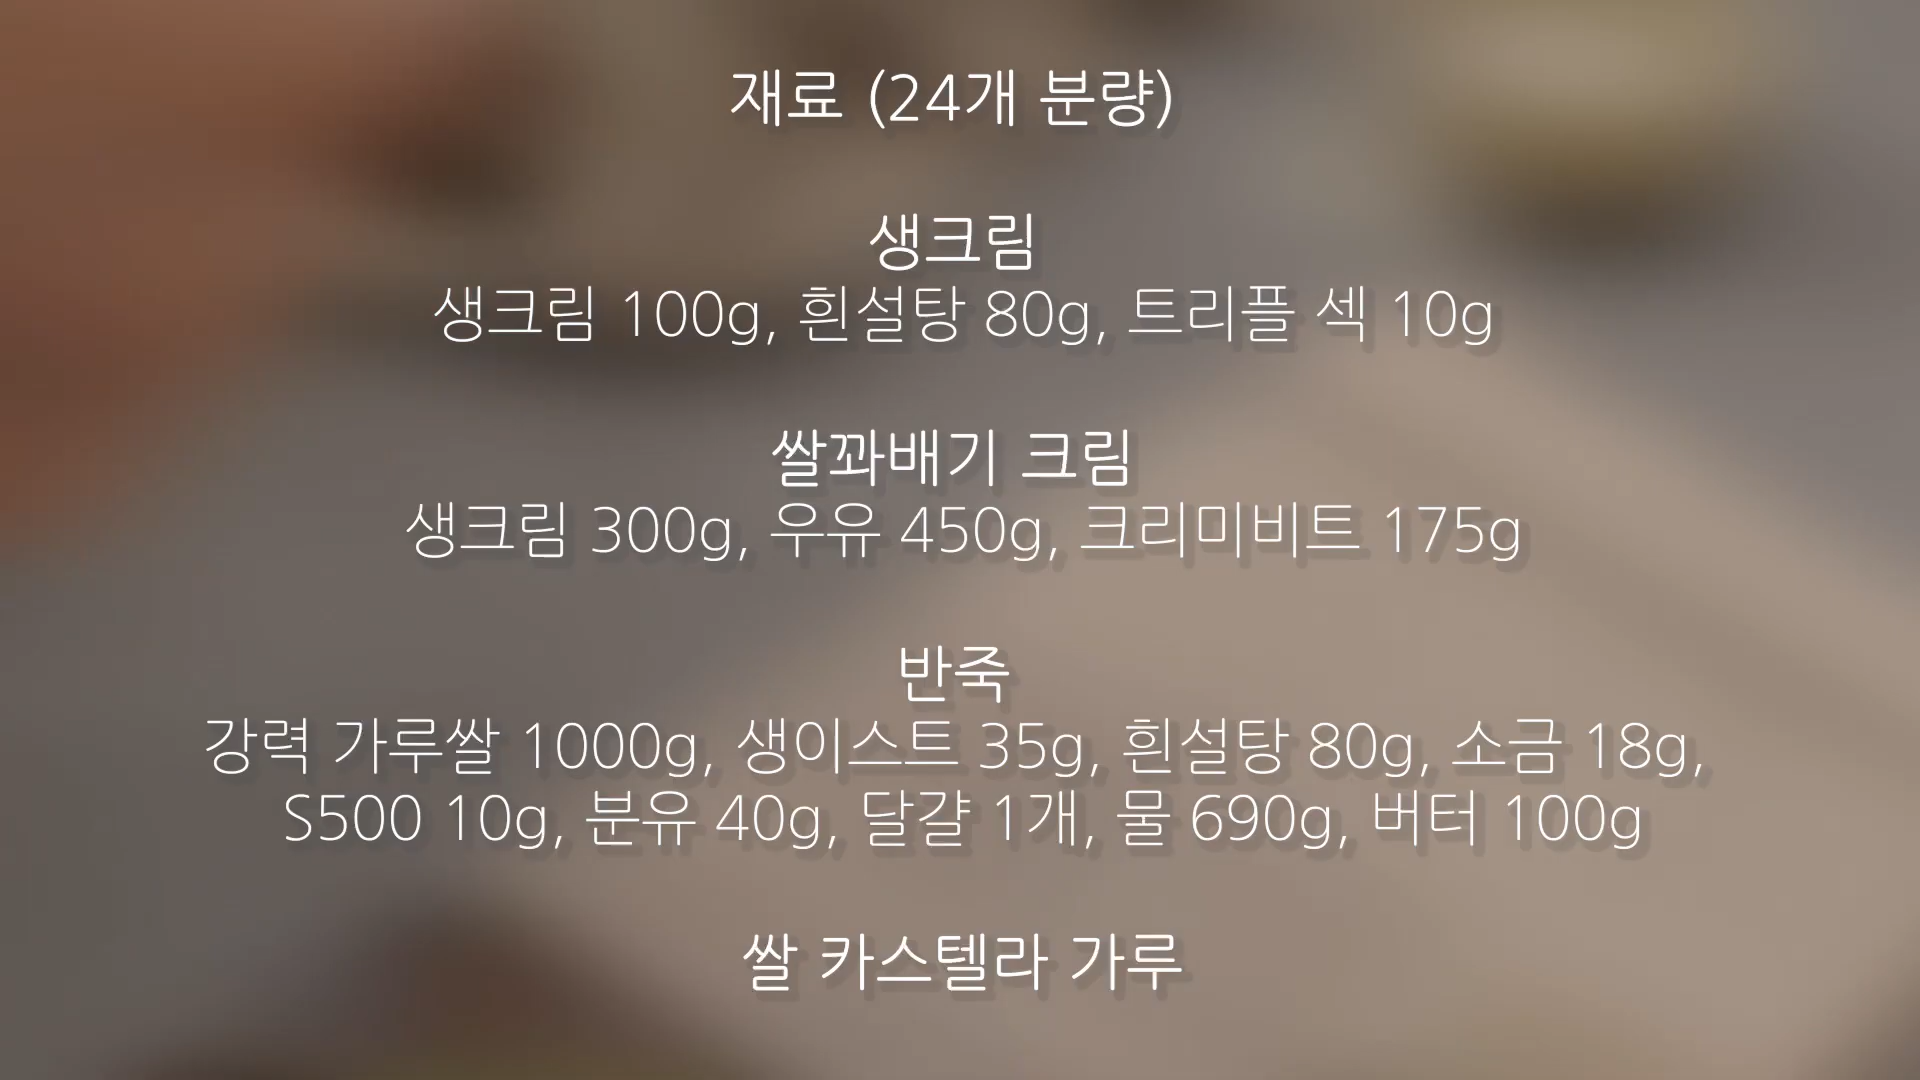 재료 (24개 분량)
생크림
생크림 100g, 흰설탕 80g, 트리플 섹 10g
쌀꽈배기 크림
생크림 300g, 우유 450g, 크리미비트 175g
반죽
강력 가루쌀 1000g, 생이스트 35g, 흰설탕 80g, 소금 18g,
S500 10g, 분유 40g, 달걀 1개, 물 690g, 버터 100g
쌀 카스텔라 가루